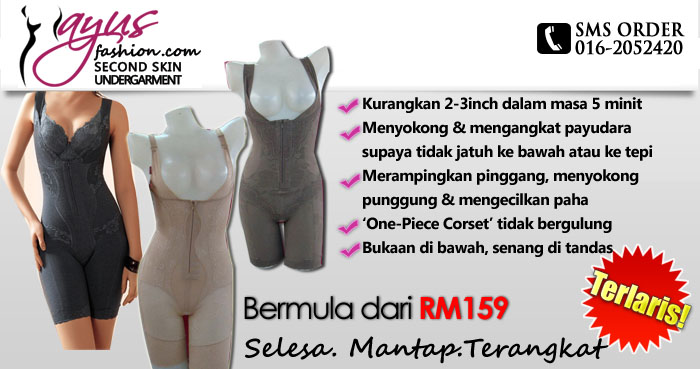 ayus
fashion.com
SECOND SKIN
UNDERGARMENT
SMS ORDER
016-2052420
Kurangkan 2-3inch dalam masa 5 minit
Menyokong & mengangkat payudara
supaya tidak jatuh ke bawah atau ke tepi
Merampingkan pinggang, menyokong
punggung & mengecilkan paha
‘One-Piece Corset’ tidak bergulung
Bukaan di bawah, senang di tandas
Terlaris!
Bermula dari RM159
Selesa. Mantap.Terangkat